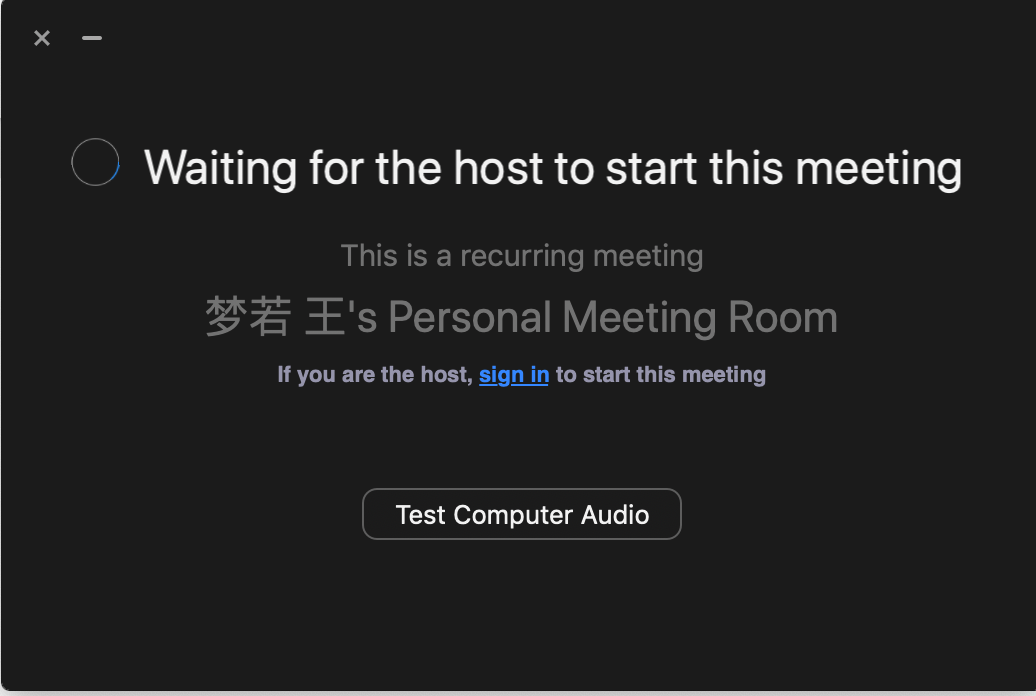 Waiting for the host to start this meeting
This is a recurring meeting
梦若 王's Personal Meeting Room
If you are the host, sign in to start this meeting
Test Computer Audio